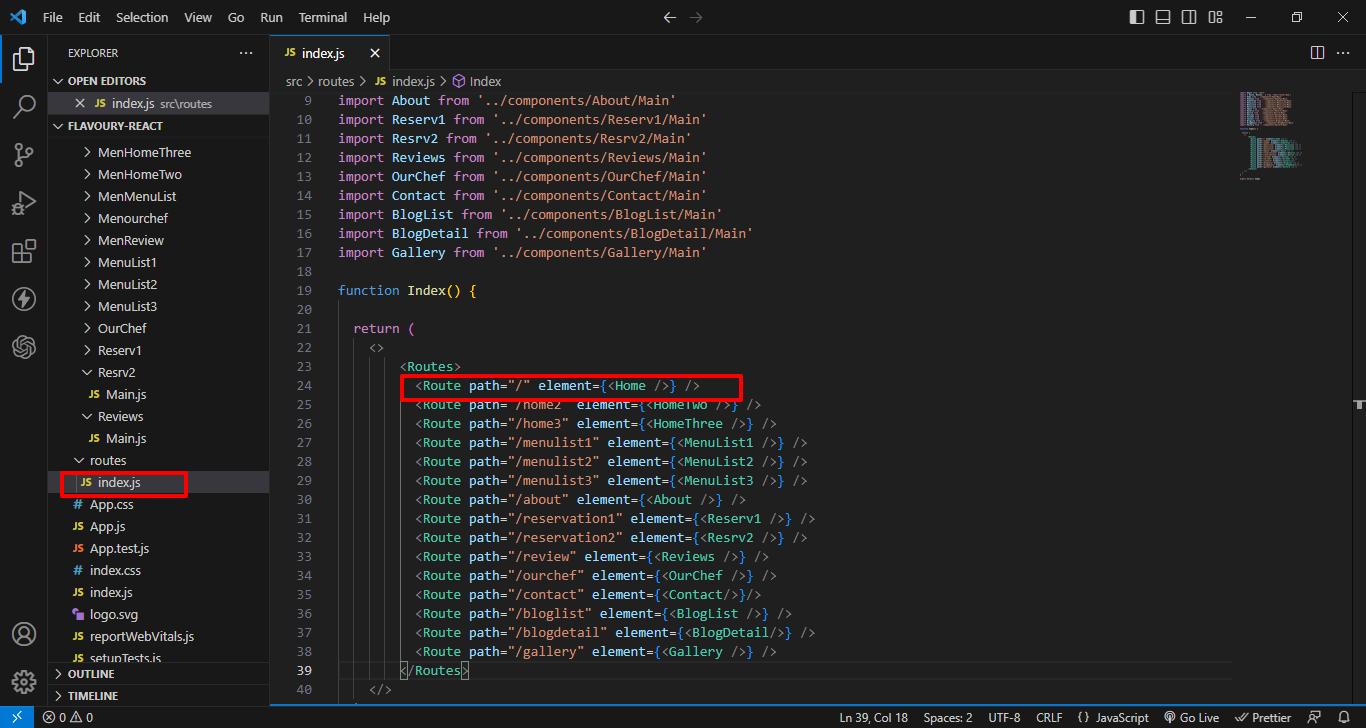 File Edit Selection View Go Run Terminal Help
EXPLORER
OPEN EDITORS
JS index.js src\routes
FLAVOURY-REACT
MenHomeThree
MenHomeTwo
MenMenuList
Menourchef
MenReview
MenuList1
MenuList2
MenuList3
OurChef
Reserv1
Resrv2
JS Main.js
Reviews
JS Main.js
routes
JS index.js
# App.css
JS App.js
JS App.test.js
# index.css
JS index.js
logo.svg
JS reportWebVitals.js
JS setupTests.js
OUTLINE
TIMELINE
JS index.js
src > routes > JS index.js > Index
9 import About from '../components/About/Main'
10 import Reserv1 from '../components/Reserv1/Main'
11 import Resrv2 from '../components/Resrv2/Main'
12 import Reviews from '../components/Reviews/Main'
13 import OurChef from '../components/OurChef/Main'
14 import Contact from '../components/Contact/Main'
15 import BlogList from '../components/BlogList/Main'
16 import BlogDetail from '../components/BlogDetail/Main'
17 import Gallery from '../components/Gallery/Main'
18
19 function Index() {
20
21 return (
22 <>
23 <Routes>
24 <Route path="/" element={<Home />} />
25 <Route path="/home2" element={<HomeTwo />} />
26 <Route path="/home3" element={<HomeThree />} />
27 <Route path="/menulist1" element={<MenuList1 />} />
28 <Route path="/menulist2" element={<MenuList2 />} />
29 <Route path="/menulist3" element={<MenuList3 />} />
30 <Route path="/about" element={<About />} />
31 <Route path="/reservation1" element={<Reserv1 />} />
32 <Route path="/reservation2" element={<Resrv2 />} />
33 <Route path="/review" element={<Reviews />} />
34 <Route path="/ourchef" element={<OurChef />} />
35 <Route path="/contact" element={<Contact/>}/>
36 <Route path="/bloglist" element={<BlogList />} />
37 <Route path="/blogdetail" element={<BlogDetail/>} />
38 <Route path="/gallery" element={<Gallery />} />
39 </Routes>
40 </>
0 0 Ln 39, Col 18 Spaces: 2 UTF-8 CRLF {} JavaScript Go Live Prettier